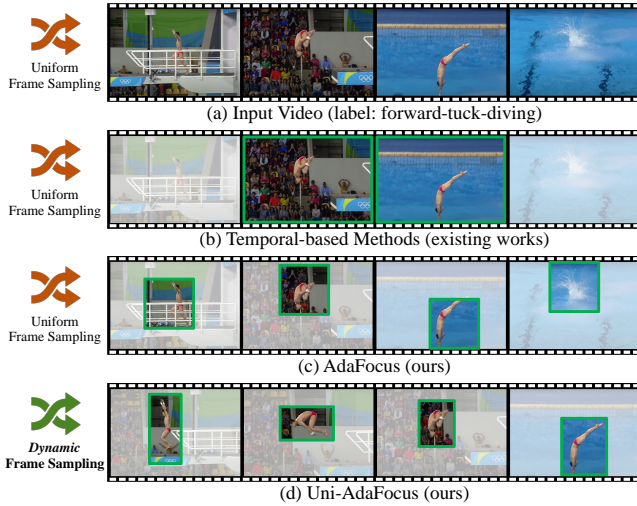 Uniform
Frame Sampling
(a) Input Video (label: forward-tuck-diving)
Uniform
Frame Sampling
(b) Temporal-based Methods (existing works)
Uniform
Frame Sampling
(c) AdaFocus (ours)
Dynamic
Frame Sampling
(d) Uni-AdaFocus (ours)